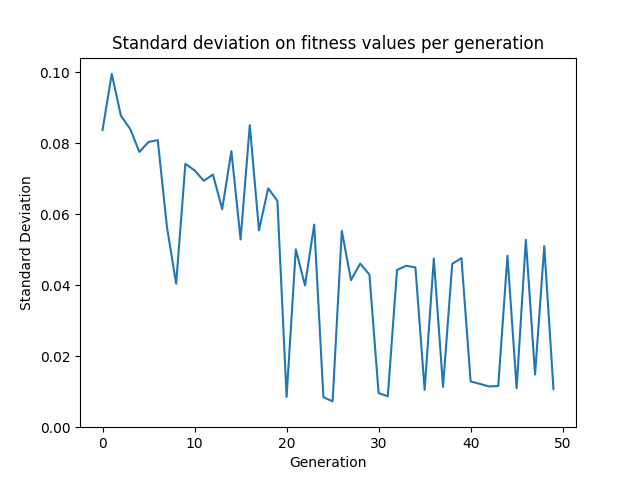 Standard deviation on fitness values per generation
0.10
0.08
0.06
0.04
0.02
0.00
Standard Deviation
0 10 20 30 40 50
Generation